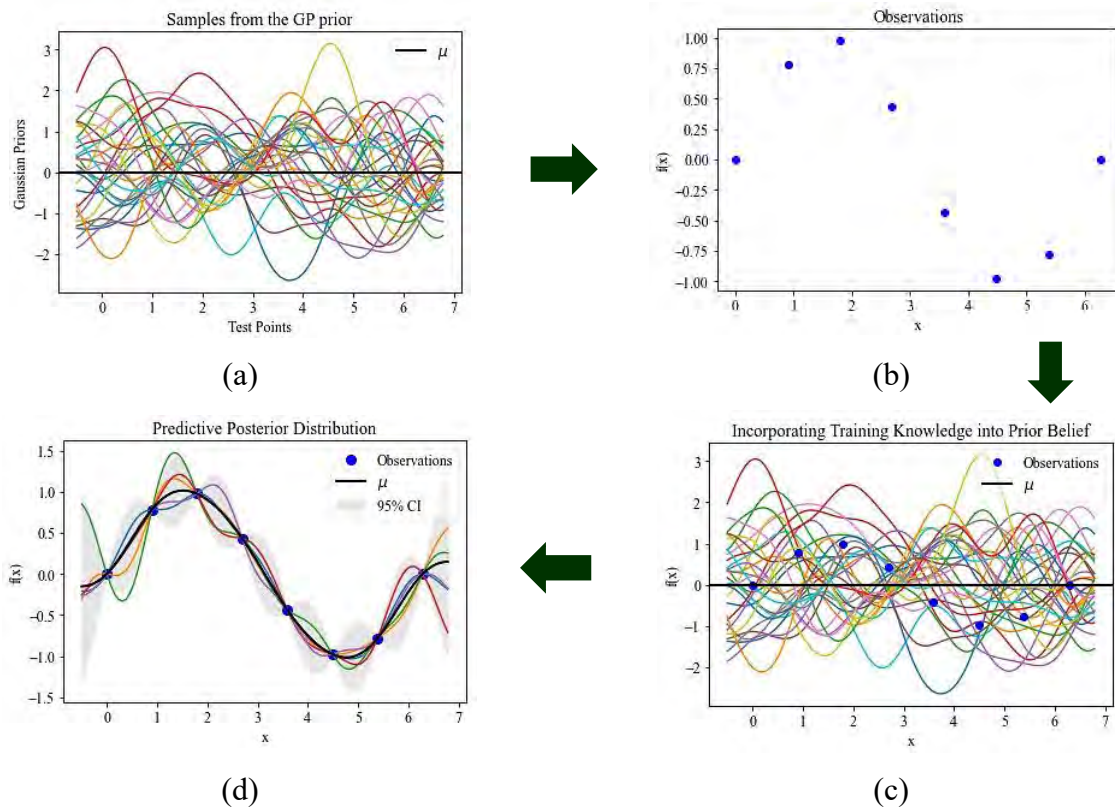 Samples from the GP prior
3
2
1
0
−1
−2
Gaussian Priors
μ
0 1 2 3 4 5 6 7
Test Points
(a)
Observations
1.00
0.75
0.50
0.25
0.00
−0.25
−0.50
−0.75
−1.00
f(x)
0 1 2 3 4 5 6
x
(b)
Predictive Posterior Distribution
1.5
1.0
0.5
0.0
−0.5
−1.0
−1.5
f(x)
Observations
μ
95% CI
0 1 2 3 4 5 6 7
x
(d)
Incorporating Training Knowledge into Prior Belief
3
2
1
0
−1
−2
f(x)
Observations
μ
0 1 2 3 4 5 6 7
x
(c)